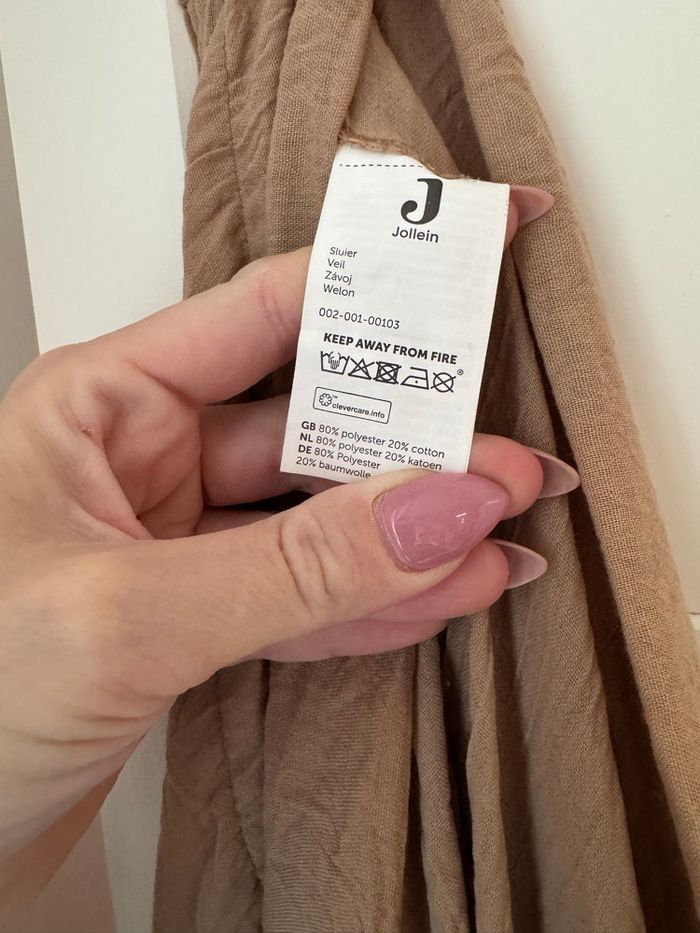 J
Jollein
Sluier
Veil
Závoj
Welon
002-001-00103
KEEP AWAY FROM FIRE
®
™
clevercare.info
GB 80% polyester 20% cotton
NL 80% polyester 20% katoen
DE 80% Polyester
20% baumwolle